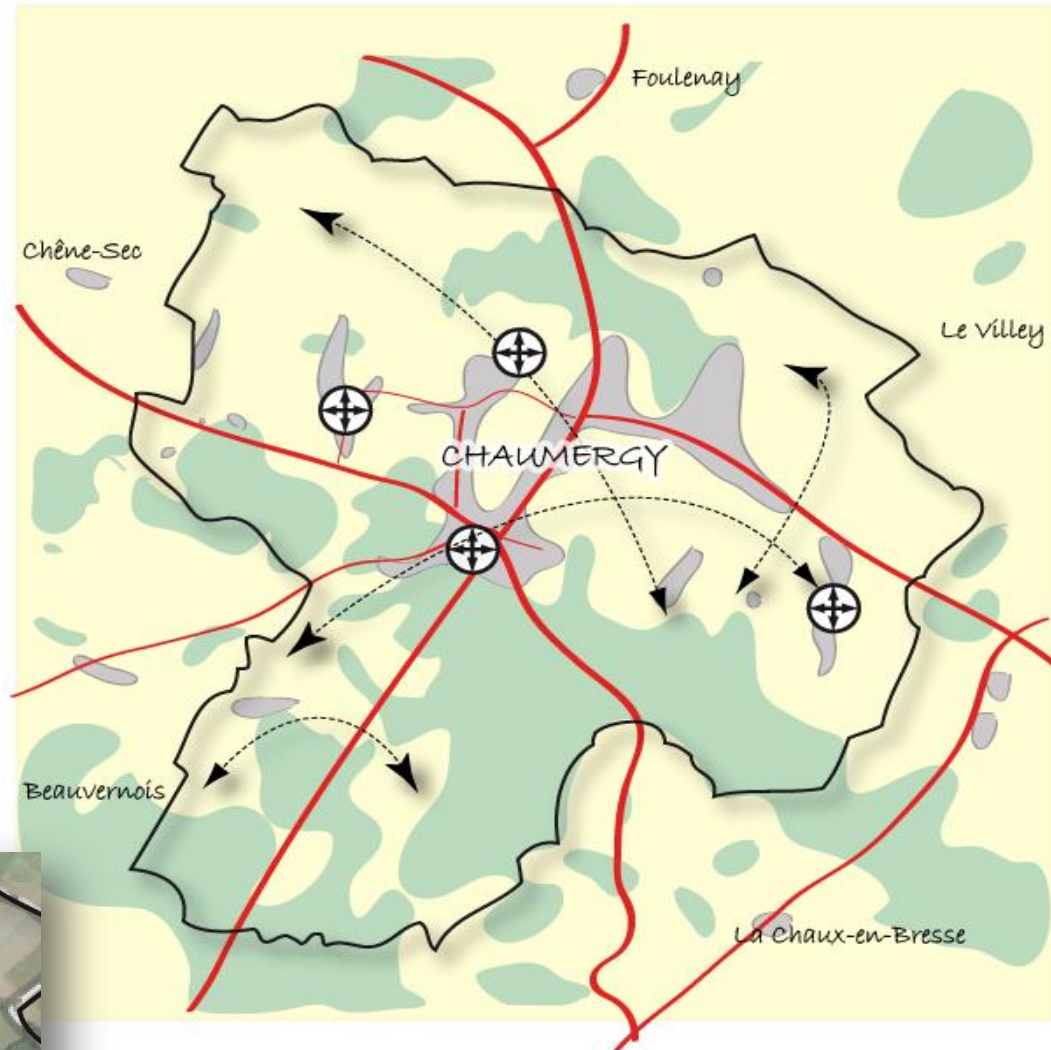 Foulenay
Chêne-Sec
Le Villey
CHAUMERGY
Beauvernois
La Chaux-en-Bresse